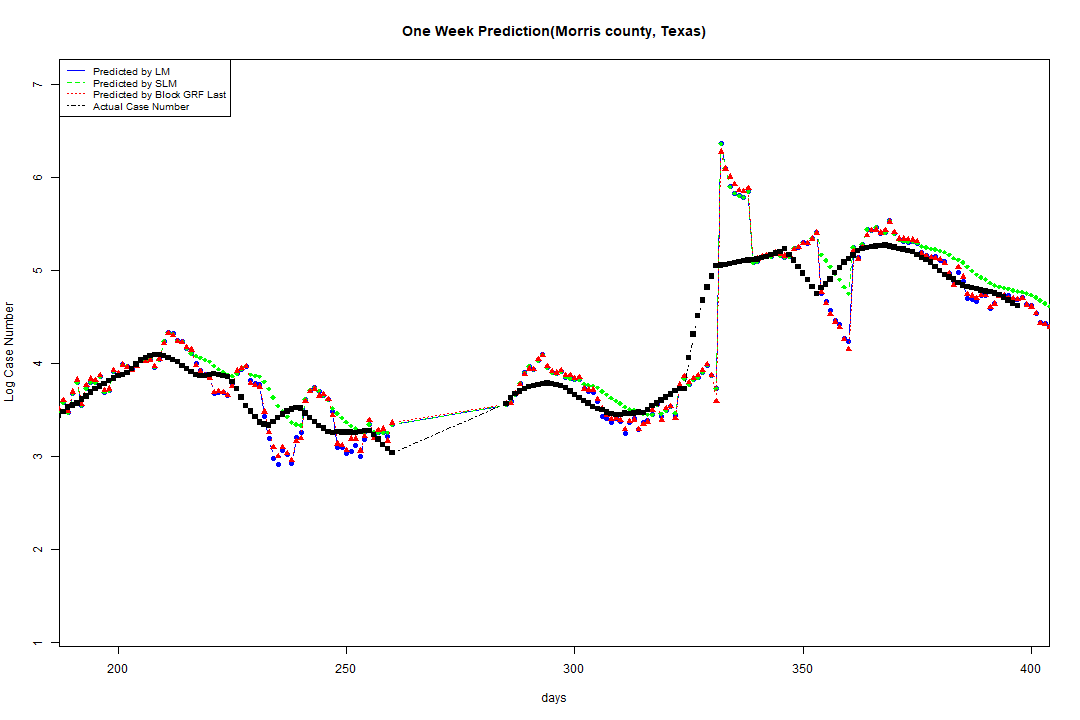 One Week Prediction(Morris county, Texas)
Predicted by LM
Predicted by SLM
Predicted by Block GRF Last
Actual Case Number
Log Case Number
7
6
5
4
3
2
1
200
250
300
350
400
days